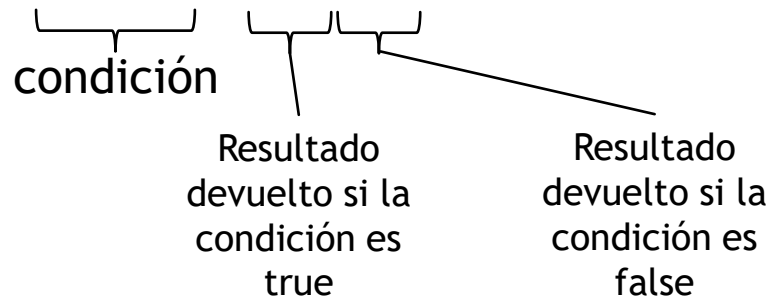 condición
Resultado
devuelto si la
condición es
true
Resultado
devuelto si la
condición es
false